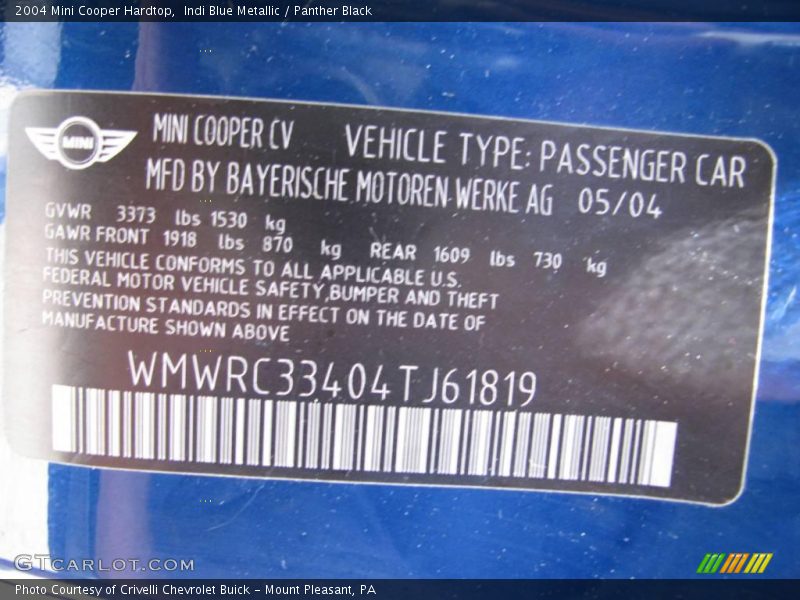 2004 Mini Cooper Hardtop,  Indi Blue Metallic / Panther Black
MINI
MINI COOPER CV VEHICLE TYPE: PASSENGER CAR
MFD BY BAYERISCHE MOTOREN WERKE AG 05/04
GVWR 3373 lbs 1530 kg
GAWR FRONT 1918 lbs 870 kg REAR 1609 lbs 730 kg
THIS VEHICLE CONFORMS TO ALL APPLICABLE U.S.
FEDERAL MOTOR VEHICLE SAFETY,BUMPER AND THEFT
PREVENTION STANDARDS IN EFFECT ON THE DATE OF
MANUFACTURE SHOWN ABOVE
WMWRC33404TJ61819
GTCARLOT.COM
Photo Courtesy of Crivelli Chevrolet Buick - Mount Pleasant, PA